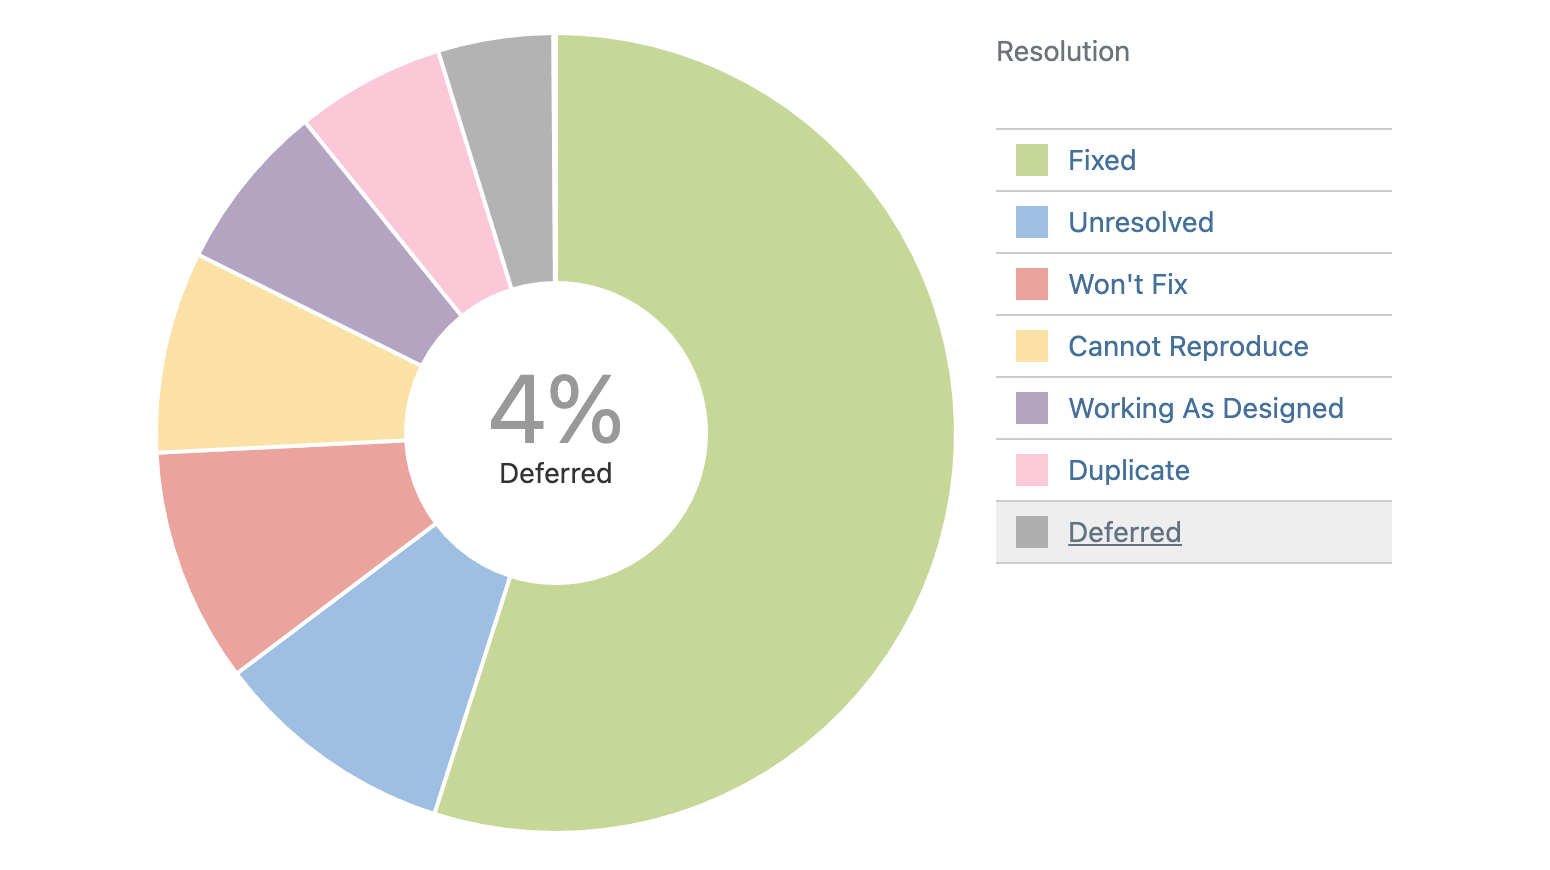 Resolution
Fixed
Unresolved
Won't Fix
Cannot Reproduce
Working As Designed
Duplicate
Deferred
4%
Deferred